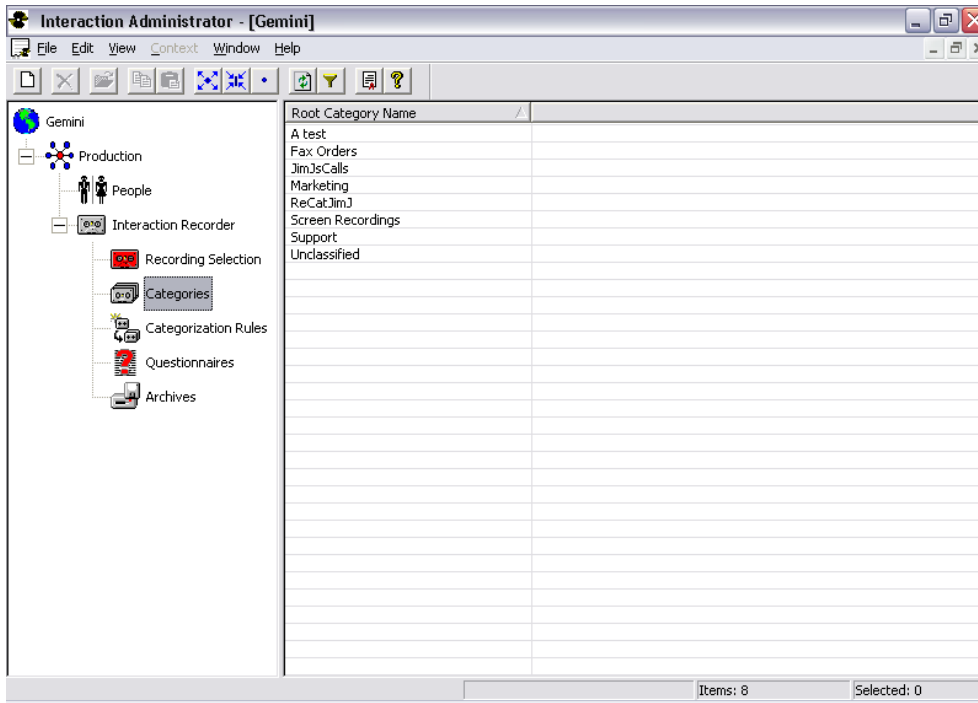 Interaction Administrator - [Gemini]
File Edit View Context Window Help
Gemini
Production
People
Interaction Recorder
Recording Selection
Categories
Categorization Rules
Questionnaires
Archives
Root Category Name
A test
Fax Orders
JimJsCalls
Marketing
ReCatJimJ
Screen Recordings
Support
Unclassified
Items: 8
Selected: 0